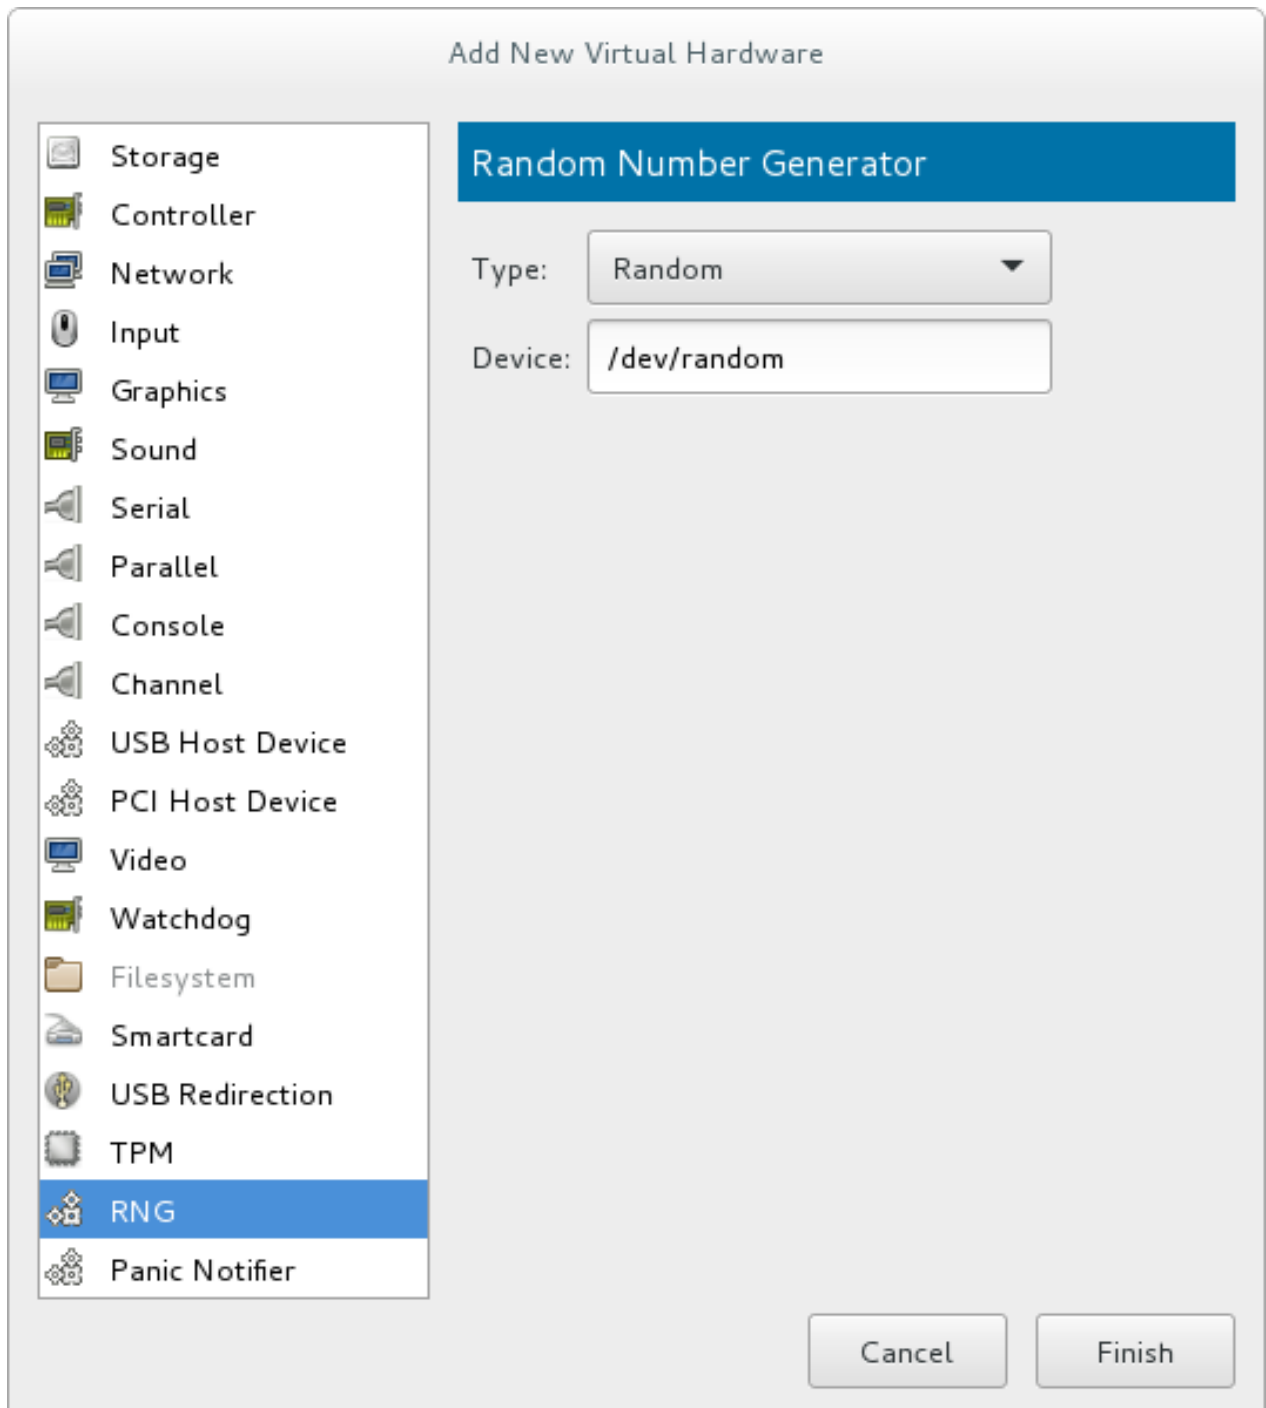 Add New Virtual Hardware
Storage
Controller
Network
Input
Graphics
Sound
Serial
Parallel
Console
Channel
USB Host Device
PCI Host Device
Video
Watchdog
Filesystem
Smartcard
USB Redirection
TPM
RNG
Panic Notifier
Random Number Generator
Type: Random
Device: /dev/random
Cancel Finish